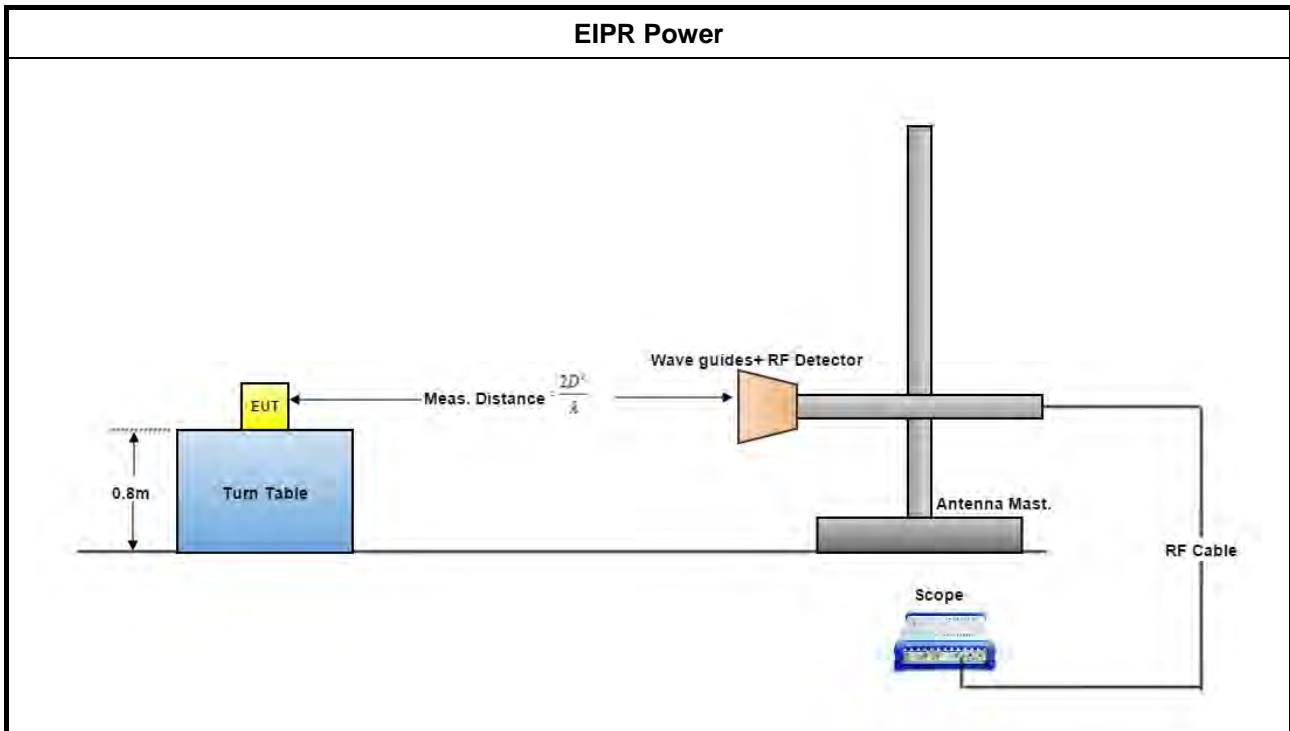 EIPR Power
Wave guides+ RF Detector
EUT
Meas. Distance = 2D²/λ
0.8m
Turn Table
Antenna Mast.
RF Cable
Scope